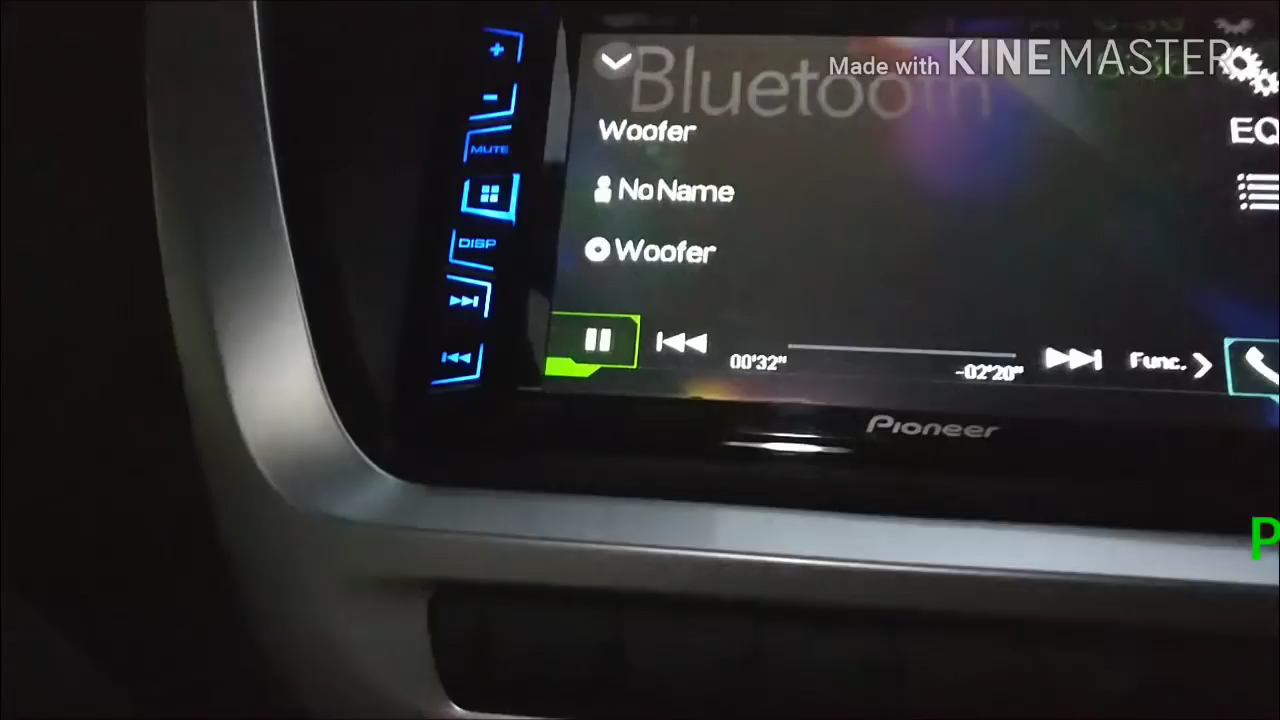 Bluetooth
Made with KINEMASTER
Woofer
EQ
No Name
Woofer
MUTE
DISP
00'32"
-02'20"
Func.
Pioneer
P